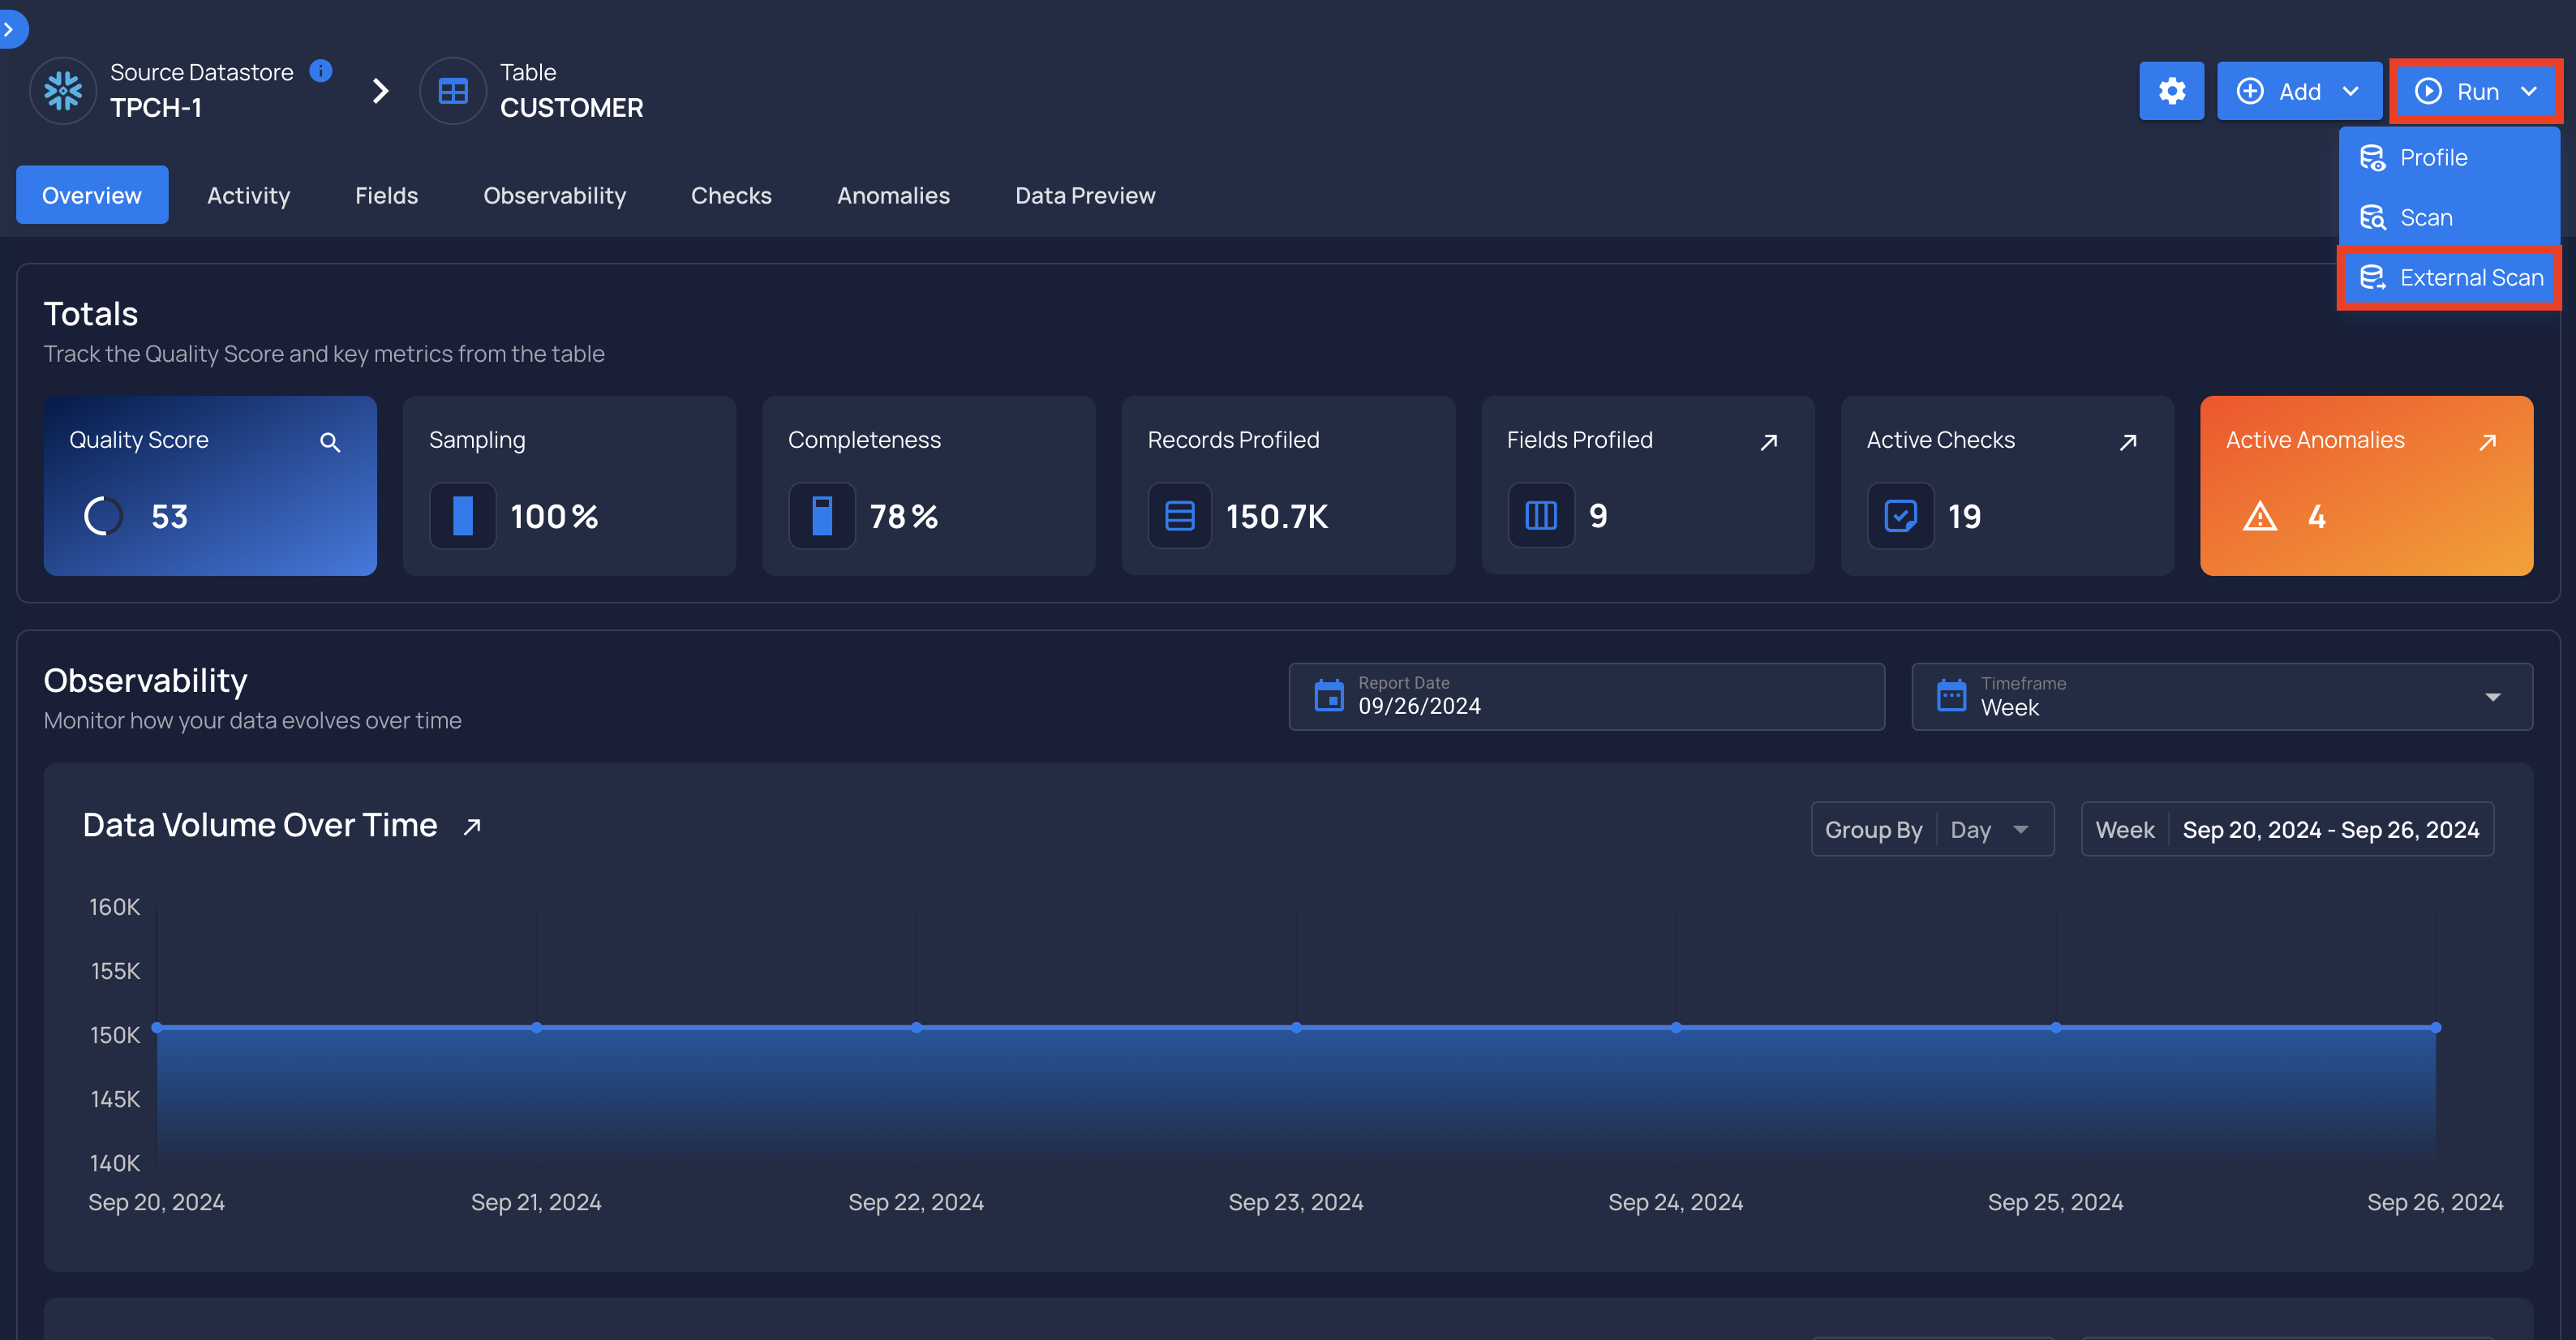 Source Datastore
TPCH-1
Table
CUSTOMER
Add
Run
Profile
Scan
External Scan
Overview
Activity
Fields
Observability
Checks
Anomalies
Data Preview
Totals
Track the Quality Score and key metrics from the table
Quality Score
53
Sampling
100%
Completeness
78%
Records Profiled
150.7K
Fields Profiled
9
Active Checks
19
Active Anomalies
4
Observability
Monitor how your data evolves over time
Report Date
09/26/2024
Timeframe
Week
Data Volume Over Time
Group By Day
Week Sep 20, 2024 - Sep 26, 2024
160K
155K
150K
145K
140K
Sep 20, 2024
Sep 21, 2024
Sep 22, 2024
Sep 23, 2024
Sep 24, 2024
Sep 25, 2024
Sep 26, 2024